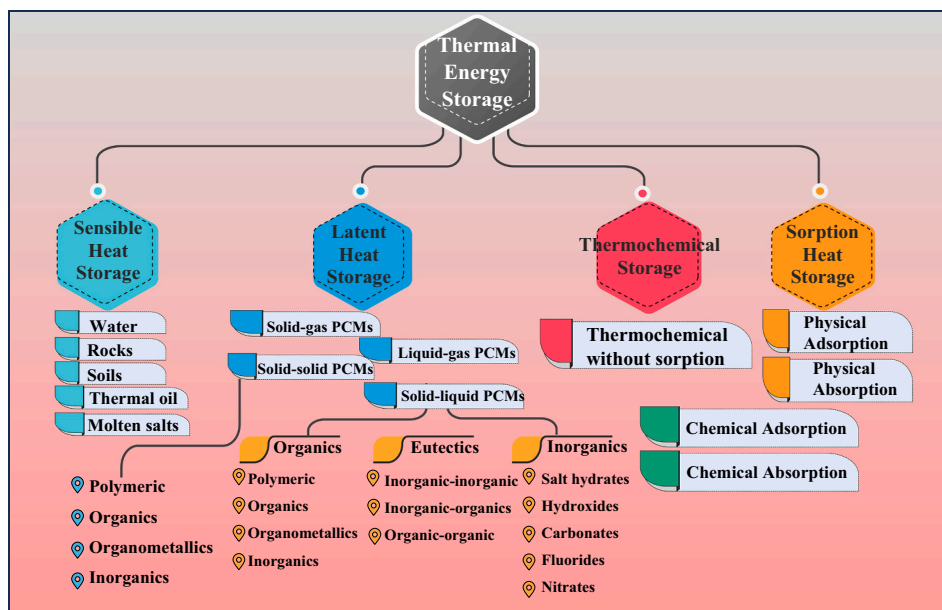 Thermal
Energy
Storage
Sensible
Heat
Storage
Latent
Heat
Storage
Thermochemical
Storage
Sorption
Heat
Storage
Water
Rocks
Soils
Thermal oil
Molten salts
Solid-gas PCMs
Liquid-gas PCMs
Solid-solid PCMs
Solid-liquid PCMs
Thermochemical
without sorption
Physical
Adsorption
Physical
Absorption
Chemical Adsorption
Chemical Absorption
Polymeric
Organics
Organometallics
Inorganics
Organics
Polymeric
Organics
Organometallics
Inorganics
Eutectics
Inorganic-inorganic
Inorganic-organics
Organic-organic
Inorganics
Salt hydrates
Hydroxides
Carbonates
Fluorides
Nitrates